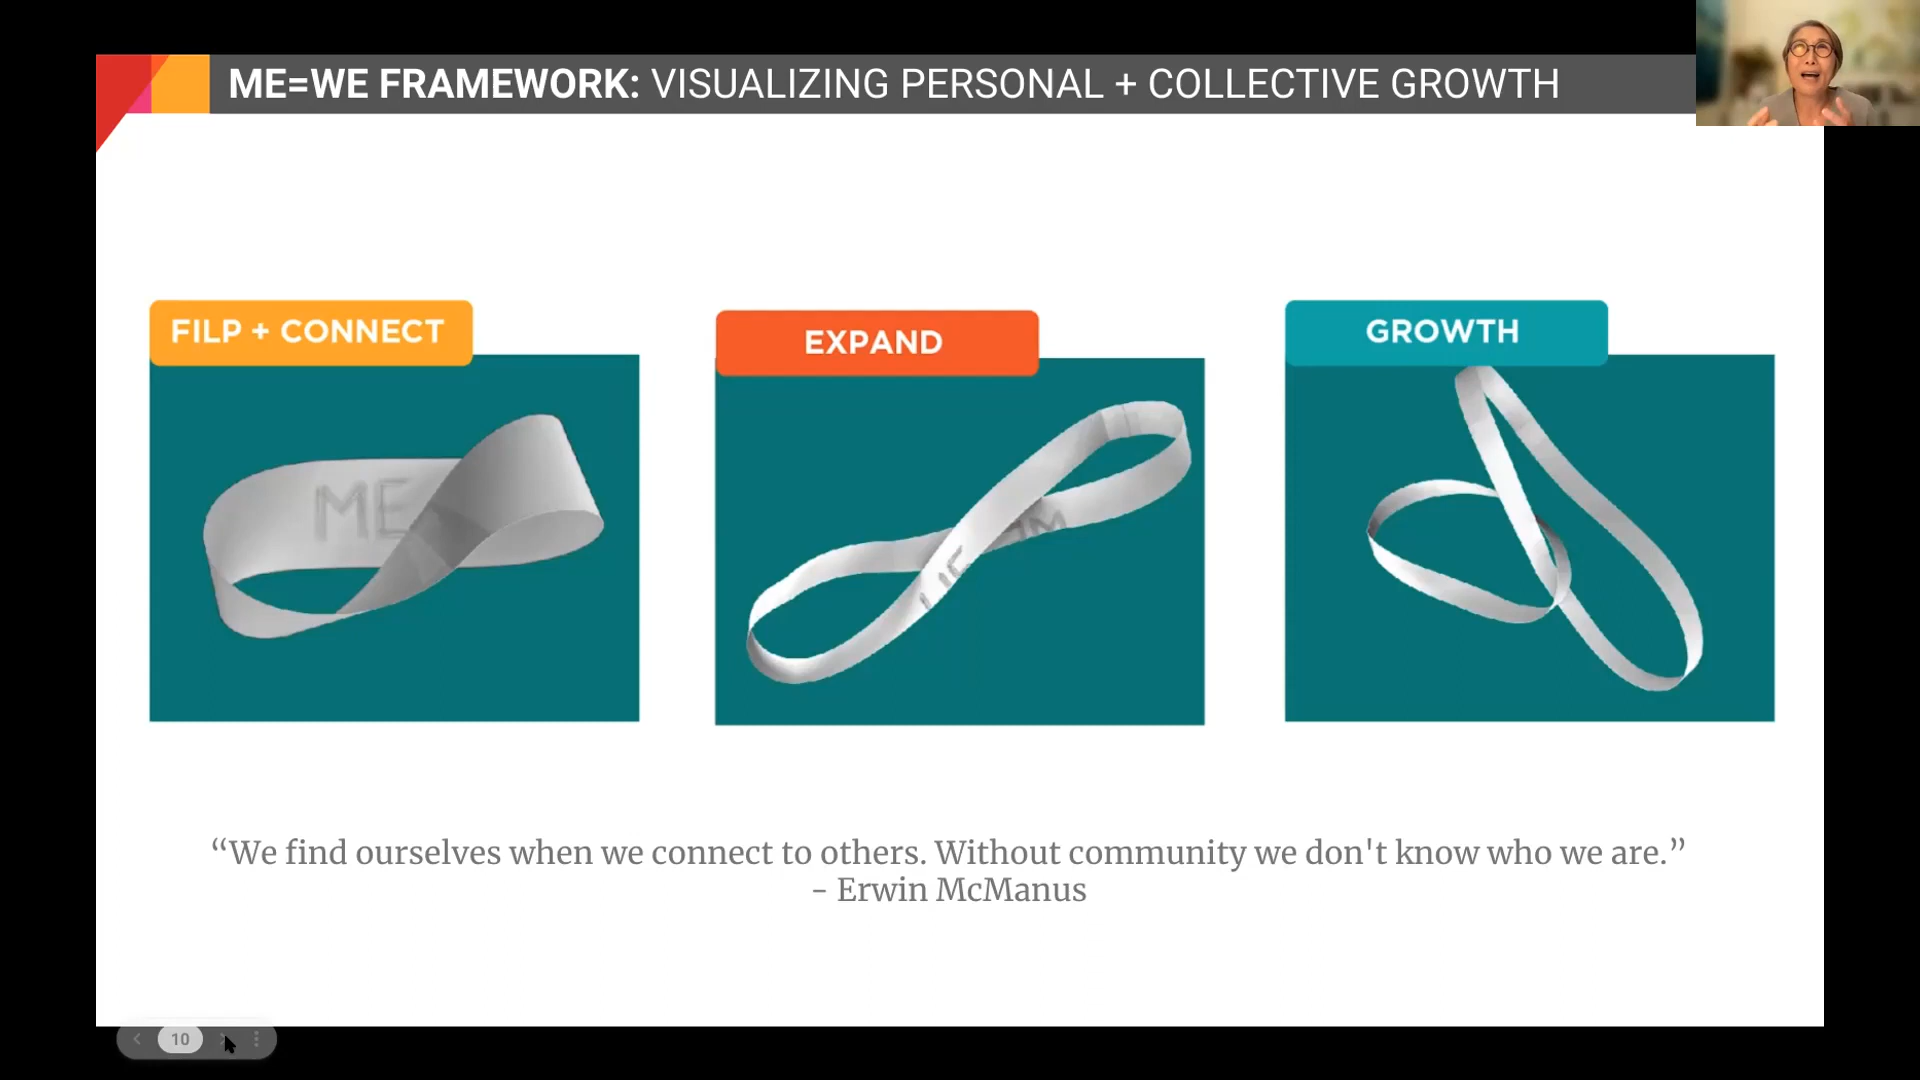 ME=WE FRAMEWORK: VISUALIZING PERSONAL + COLLECTIVE GROWTH
FILP + CONNECT
EXPAND
GROWTH
ME
“We find ourselves when we connect to others. Without community we don't know who we are.”
- Erwin McManus
10